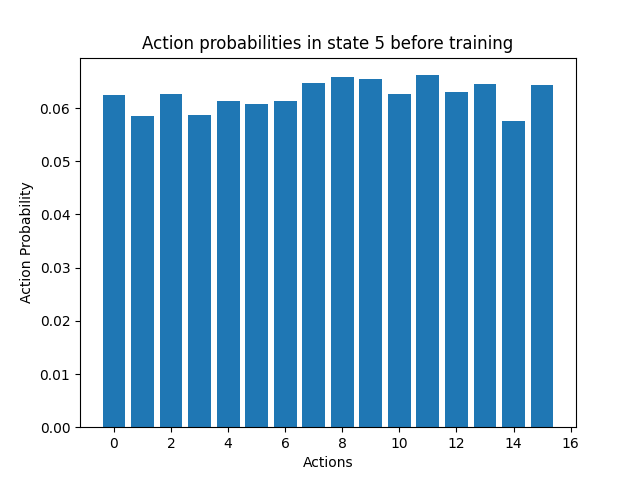 Action probabilities in state 5 before training
Action Probability
0.06
0.05
0.04
0.03
0.02
0.01
0.00
0 2 4 6 8 10 12 14 16
Actions